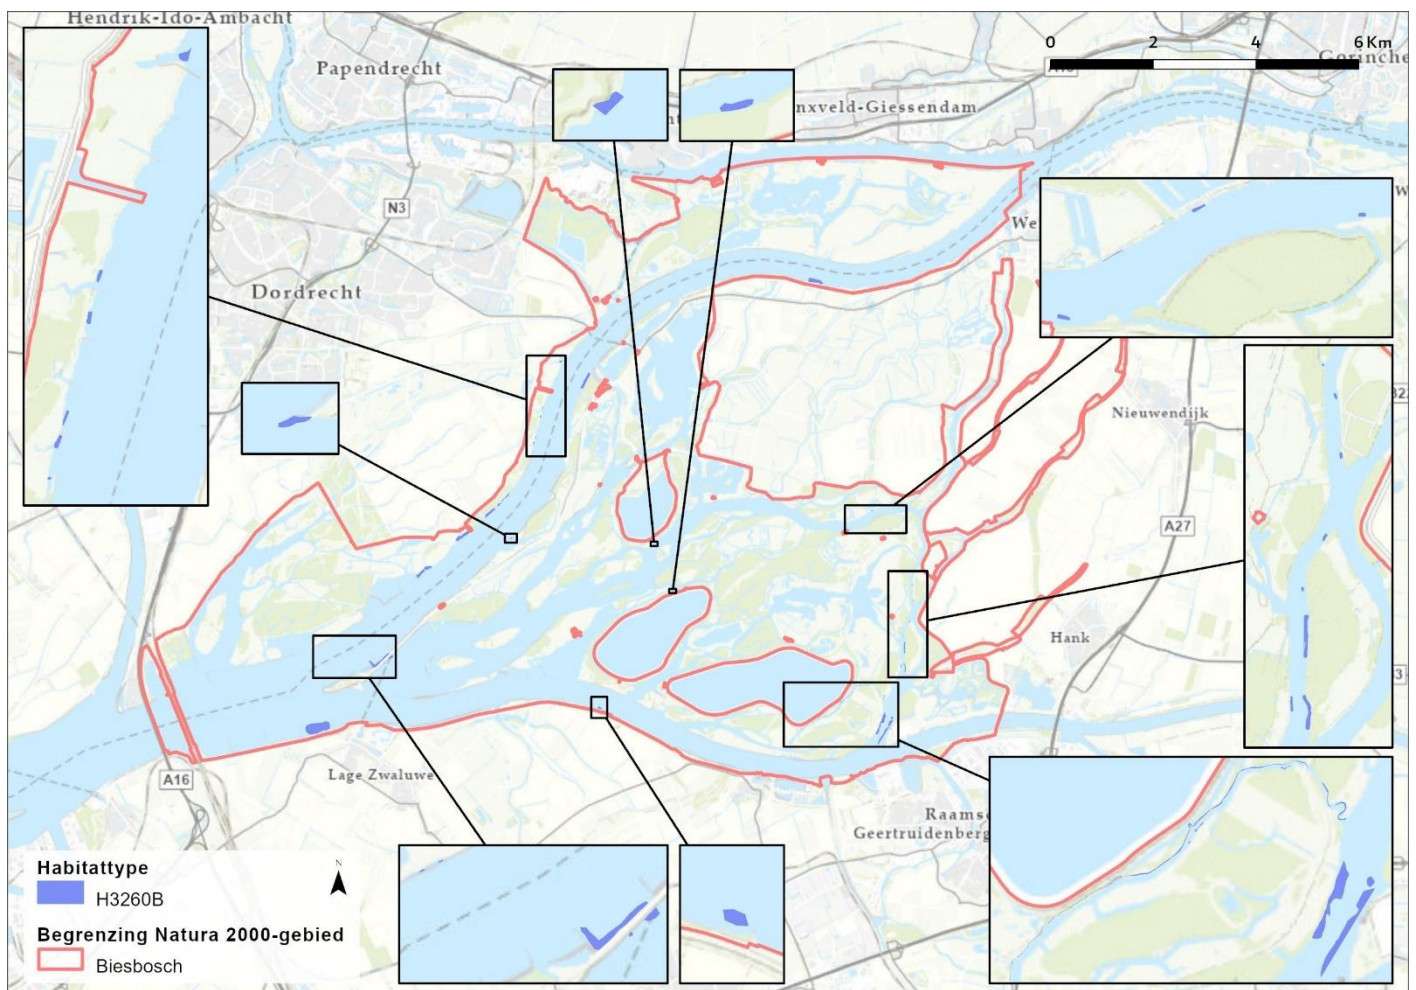 Hendrik-Ido-Ambacht
0 2 4 6 Km
Papendrecht
nxveld-Giessendam
N3
We
Dordrecht
Nieuwendijk
A27
Hank
A16
Lage Zwaluwe
Geertruidenberg
Habitattype
N
H3260B
Begrenzing Natura 2000-gebied
Biesbosch